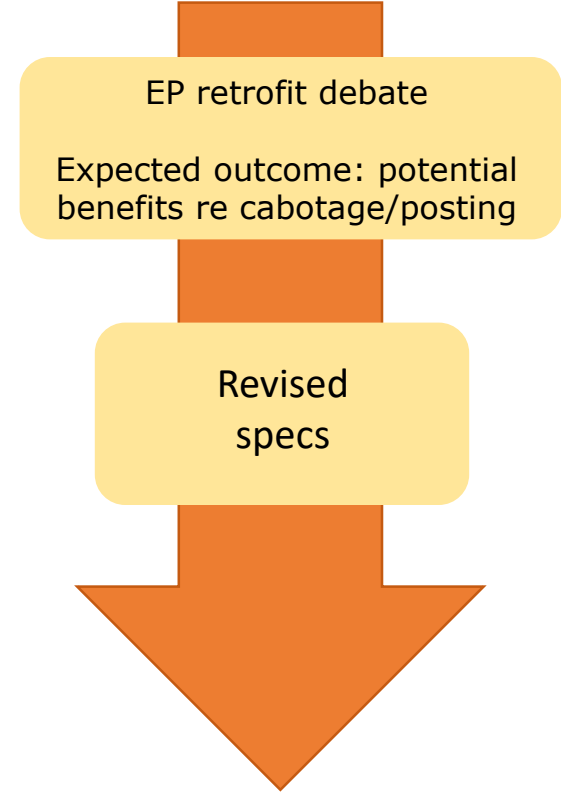 EP retrofit debate
Expected outcome: potential
benefits re cabotage/posting
Revised
specs